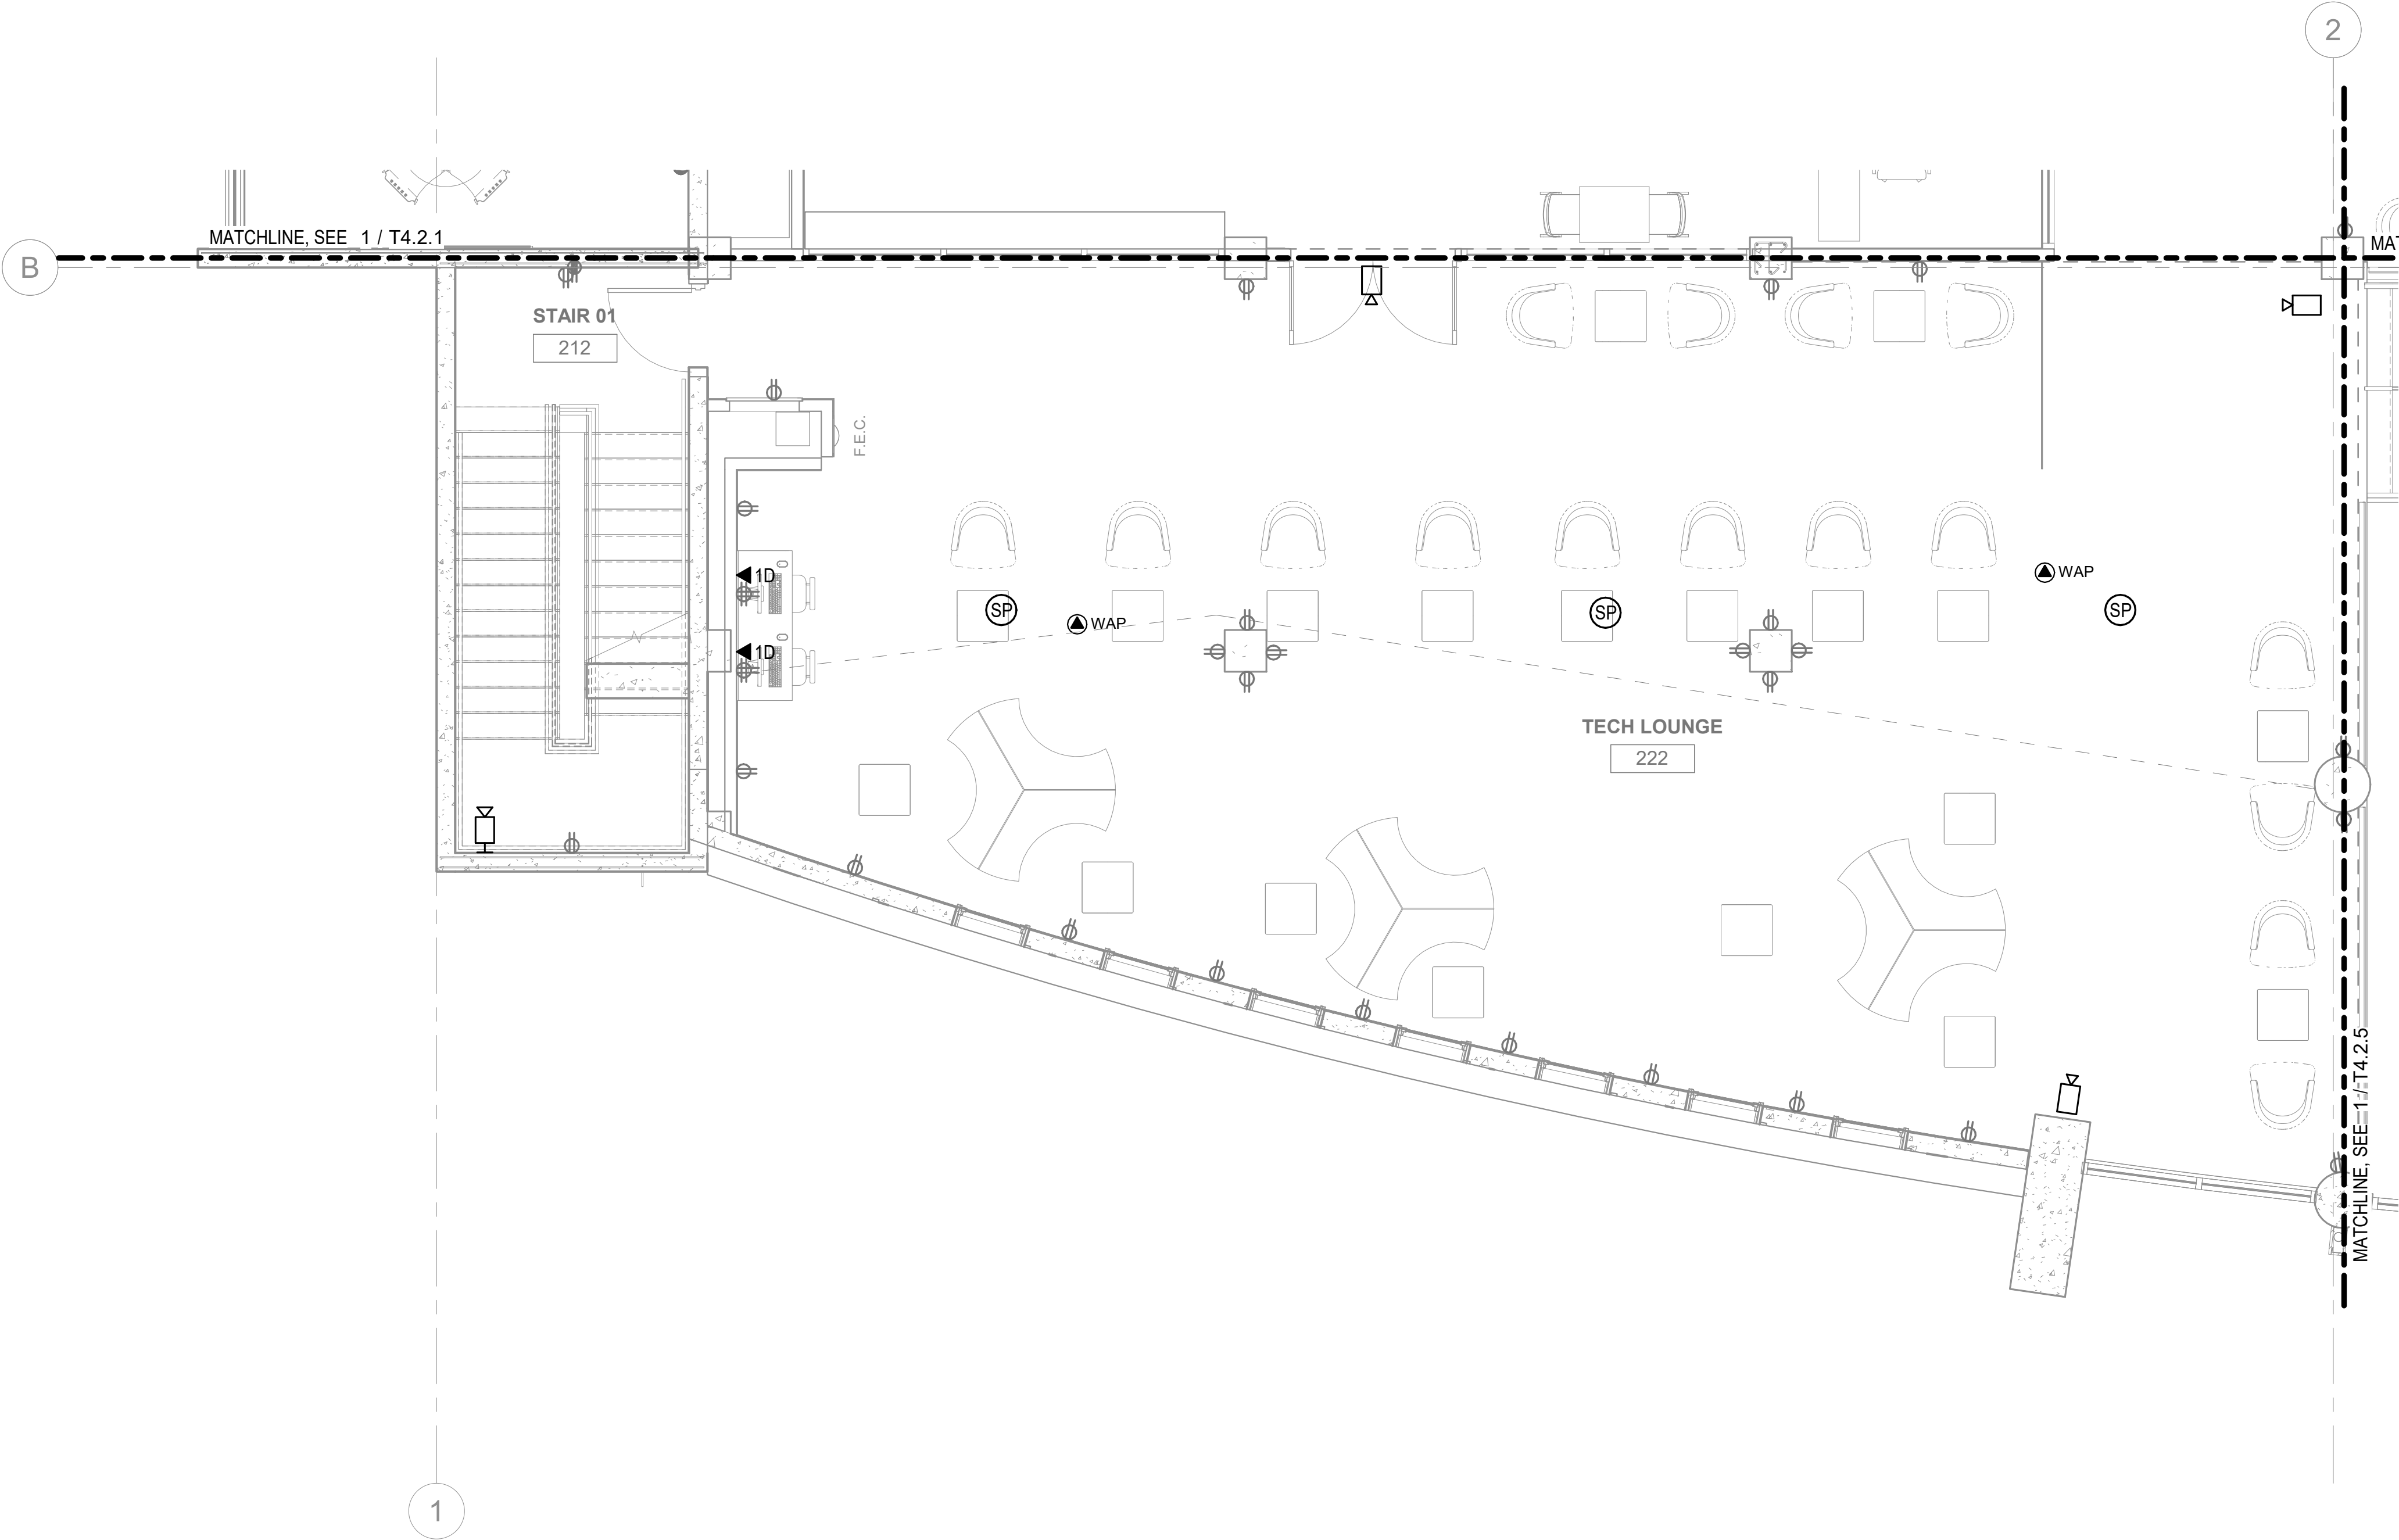 2
MATCHLINE, SEE 1 / T4.2.1
MAT
B
STAIR 01
212
F.E.C.
1D
WAP
SP
SP
WAP
SP
1D
TECH LOUNGE
222
MATCHLINE, SEE 1 / T4.2.5
1